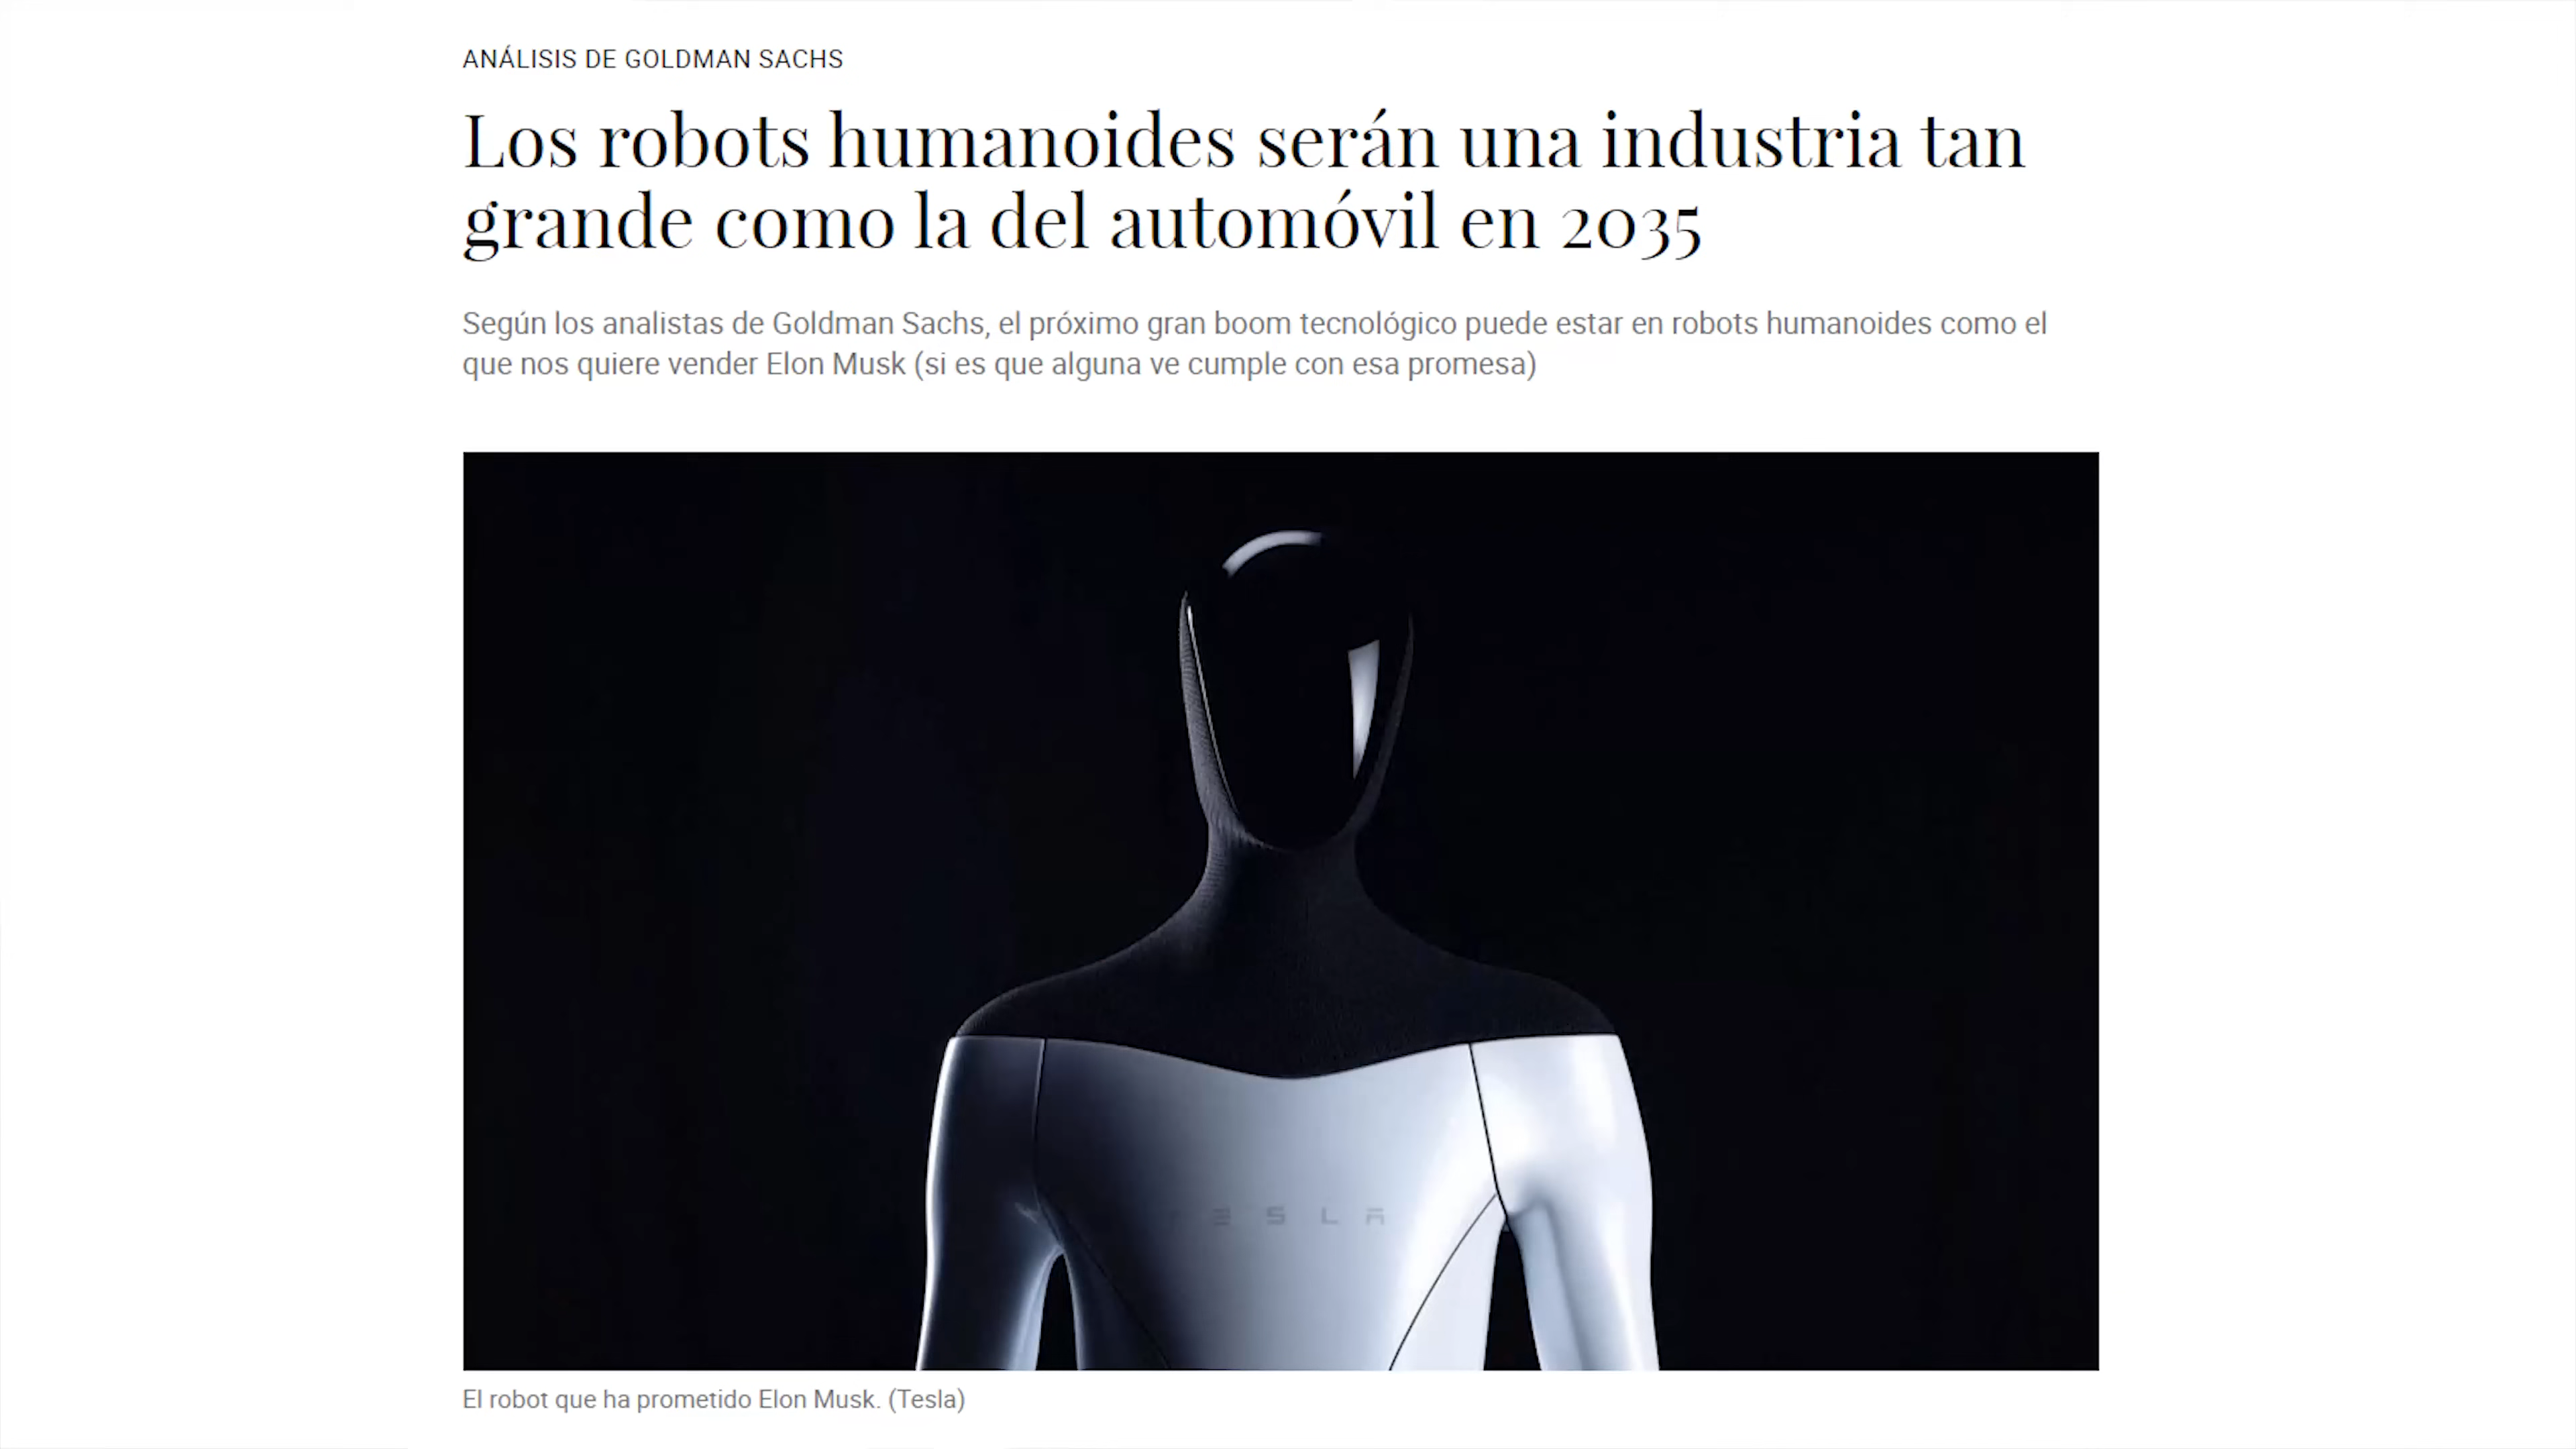 ANÁLISIS DE GOLDMAN SACHS
Los robots humanoides serán una industria tan
grande como la del automóvil en 2035
Según los analistas de Goldman Sachs, el próximo gran boom tecnológico puede estar en robots humanoides como el
que nos quiere vender Elon Musk (si es que alguna ve cumple con esa promesa)
TESLA
El robot que ha prometido Elon Musk. (Tesla)